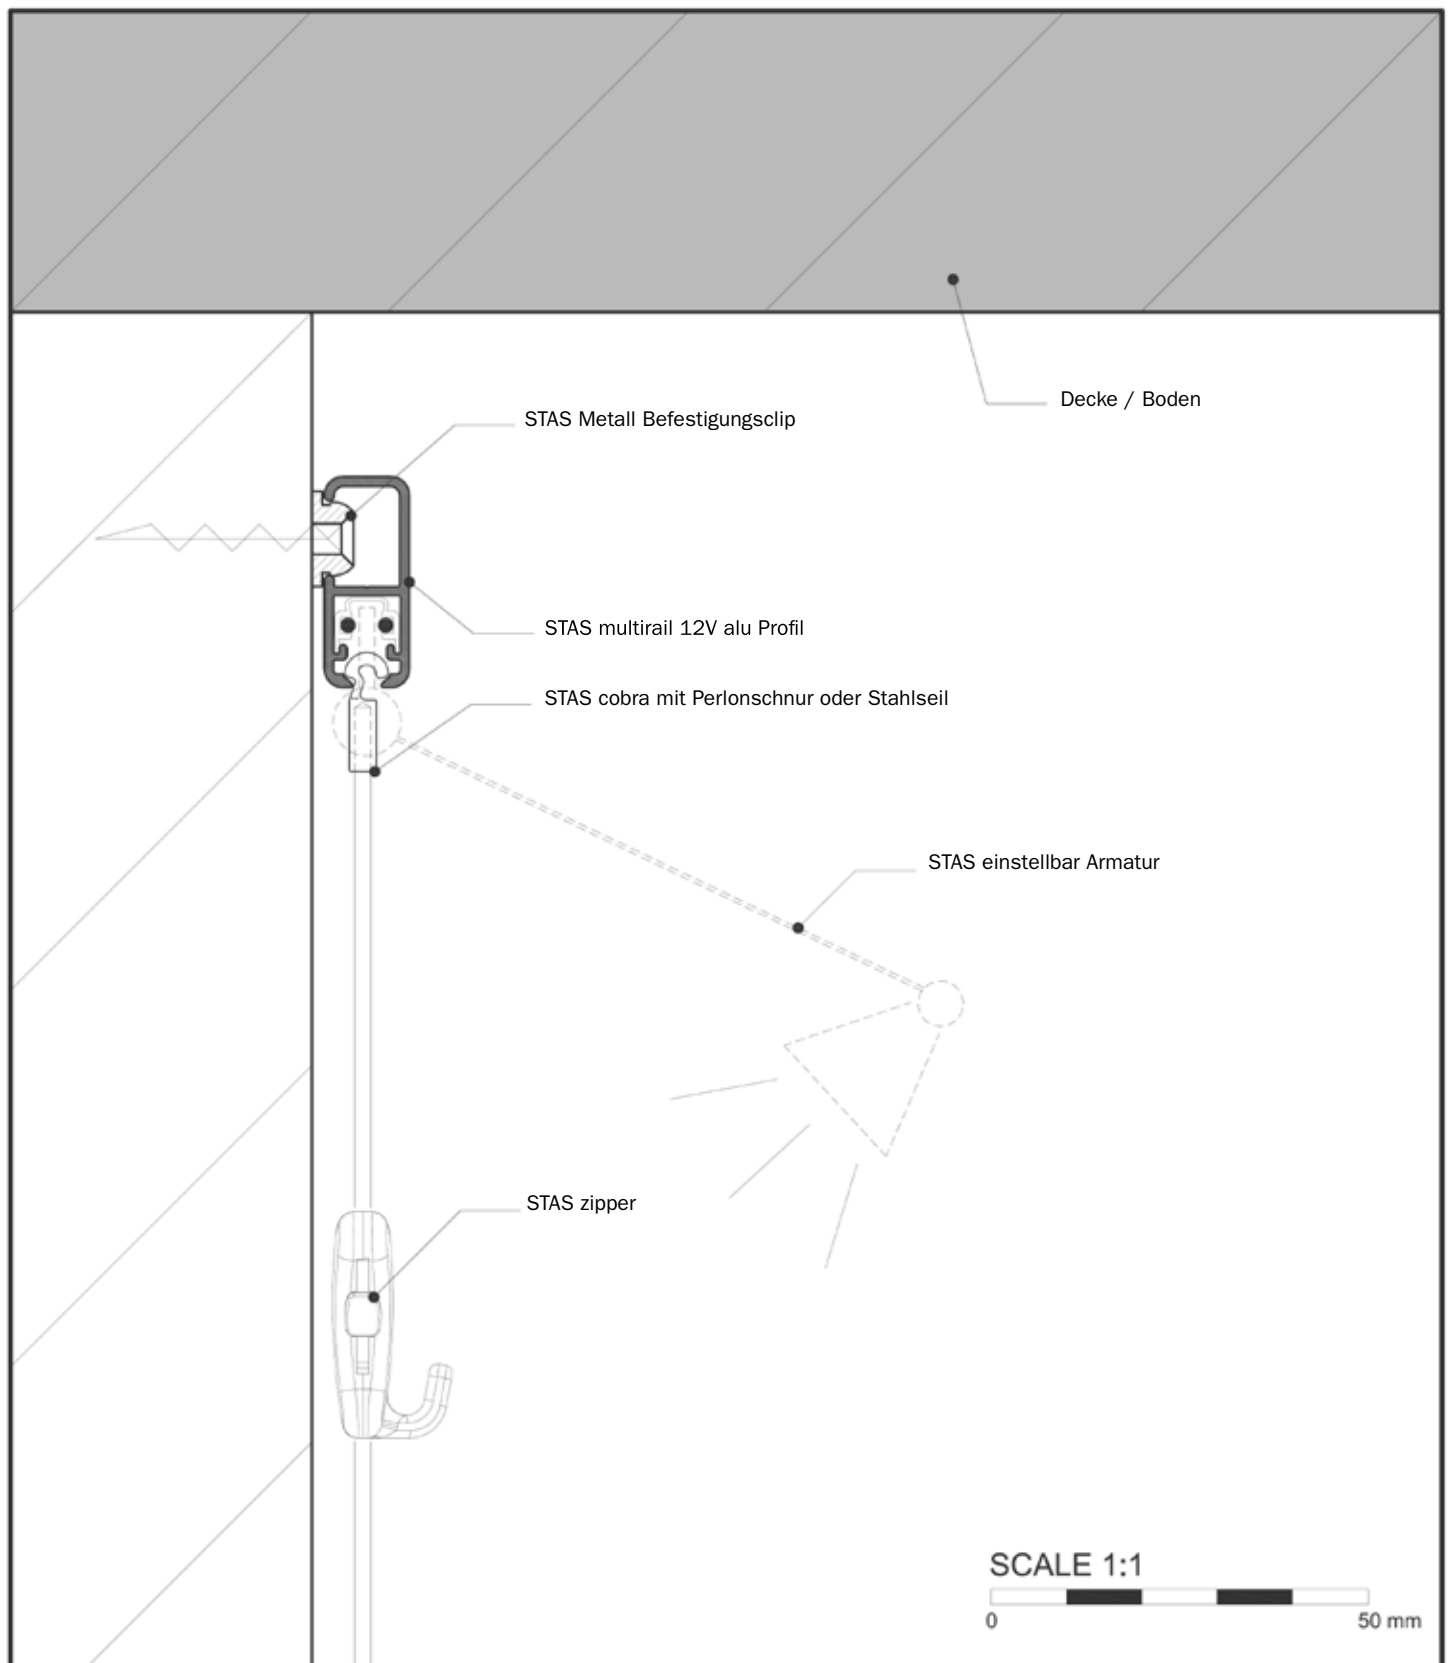 Decke / Boden
STAS Metall Befestigungsclip
STAS multirail 12V alu Profil
STAS cobra mit Perlonschnur oder Stahlseil
STAS einstellbar Armatur
STAS zipper
SCALE 1:1
0 50 mm